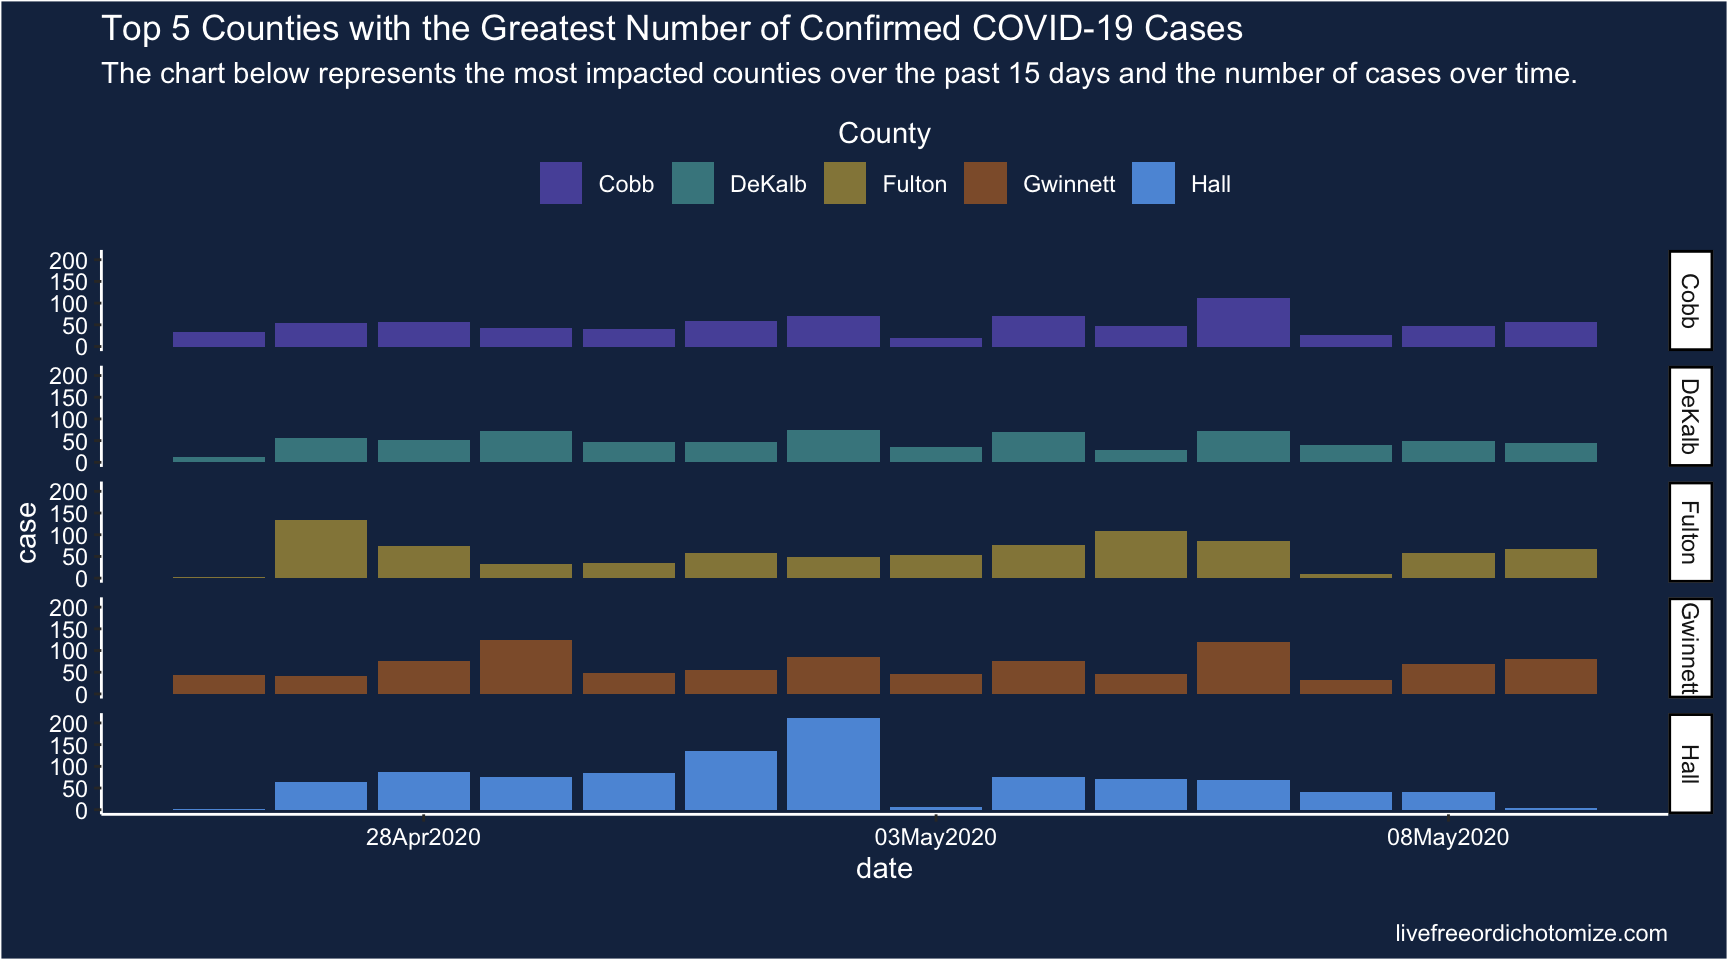 Top 5 Counties with the Greatest Number of Confirmed COVID-19 Cases
The chart below represents the most impacted counties over the past 15 days and the number of cases over time.
County
Cobb DeKalb Fulton Gwinnett Hall
200
150
100
50
0
Cobb
200
150
100
50
0
DeKalb
case
200
150
100
50
0
Fulton
200
150
100
50
0
Gwinnett
200
150
100
50
0
Hall
28Apr2020 03May2020 08May2020
date
livefreeordichotomize.com